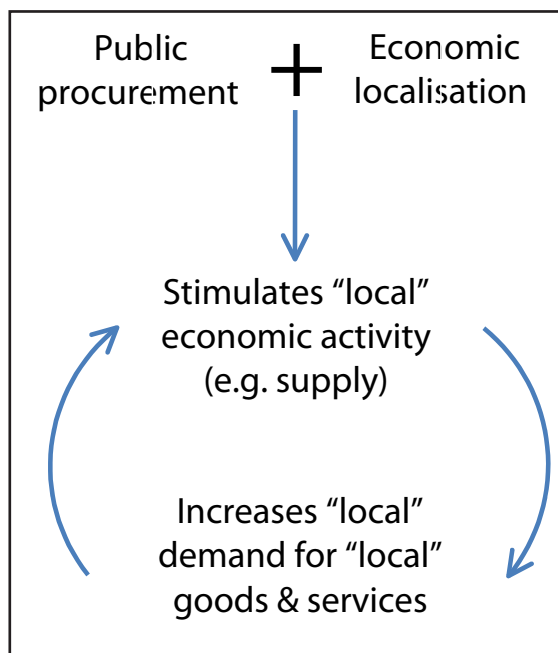 Public
procurement
+
Economic
localisation
Stimulates “local”
economic activity
(e.g. supply)
Increases “local”
demand for “local”
goods & services